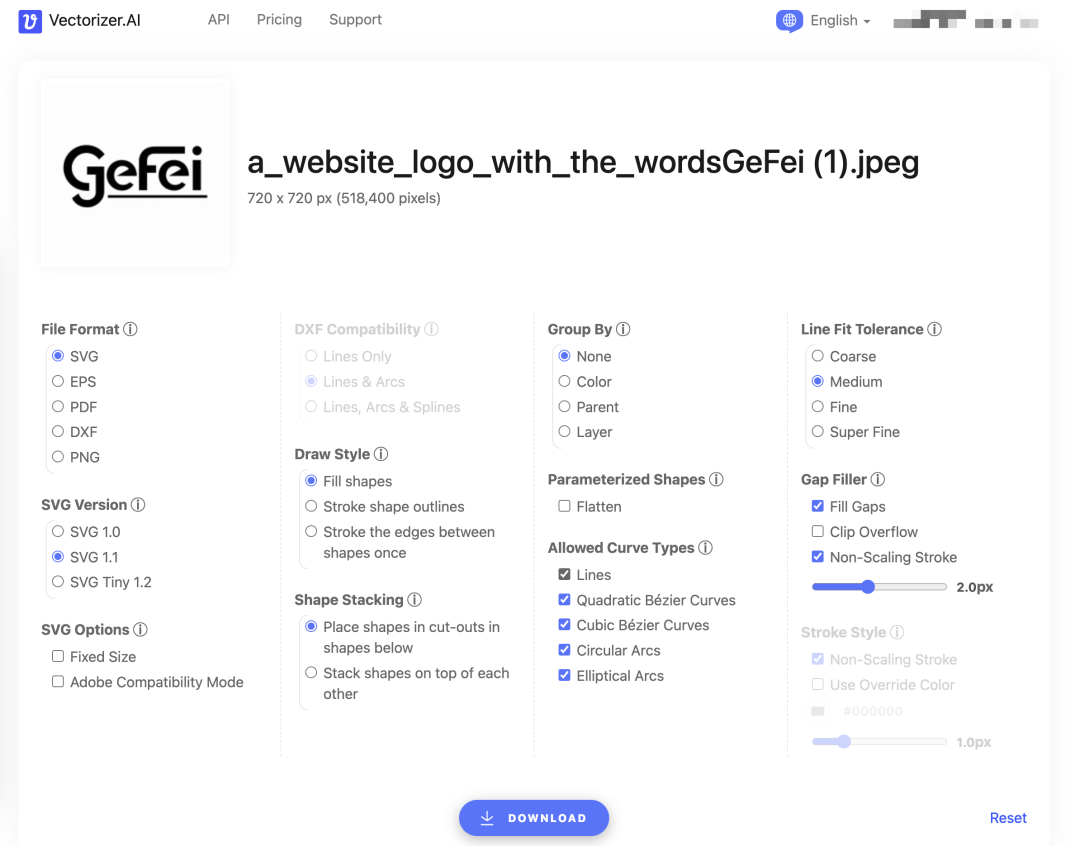 Vectorizer.AI API Pricing Support English
GeFei
a_website_logo_with_the_wordsGeFei (1).jpeg
720 x 720 px (518,400 pixels)
File Format
SVG
EPS
PDF
DXF
PNG
SVG Version
SVG 1.0
SVG 1.1
SVG Tiny 1.2
SVG Options
Fixed Size
Adobe Compatibility Mode
DXF Compatibility
Lines Only
Lines & Arcs
Lines, Arcs & Splines
Draw Style
Fill shapes
Stroke shape outlines
Stroke the edges between
shapes once
Shape Stacking
Place shapes in cut-outs in
shapes below
Stack shapes on top of each
other
Group By
None
Color
Parent
Layer
Parameterized Shapes
Flatten
Allowed Curve Types
Lines
Quadratic Bézier Curves
Cubic Bézier Curves
Circular Arcs
Elliptical Arcs
Line Fit Tolerance
Coarse
Medium
Fine
Super Fine
Gap Filler
Fill Gaps
Clip Overflow
Non-Scaling Stroke
2.0px
Stroke Style
Non-Scaling Stroke
Use Override Color
#000000
1.0px
DOWNLOAD
Reset